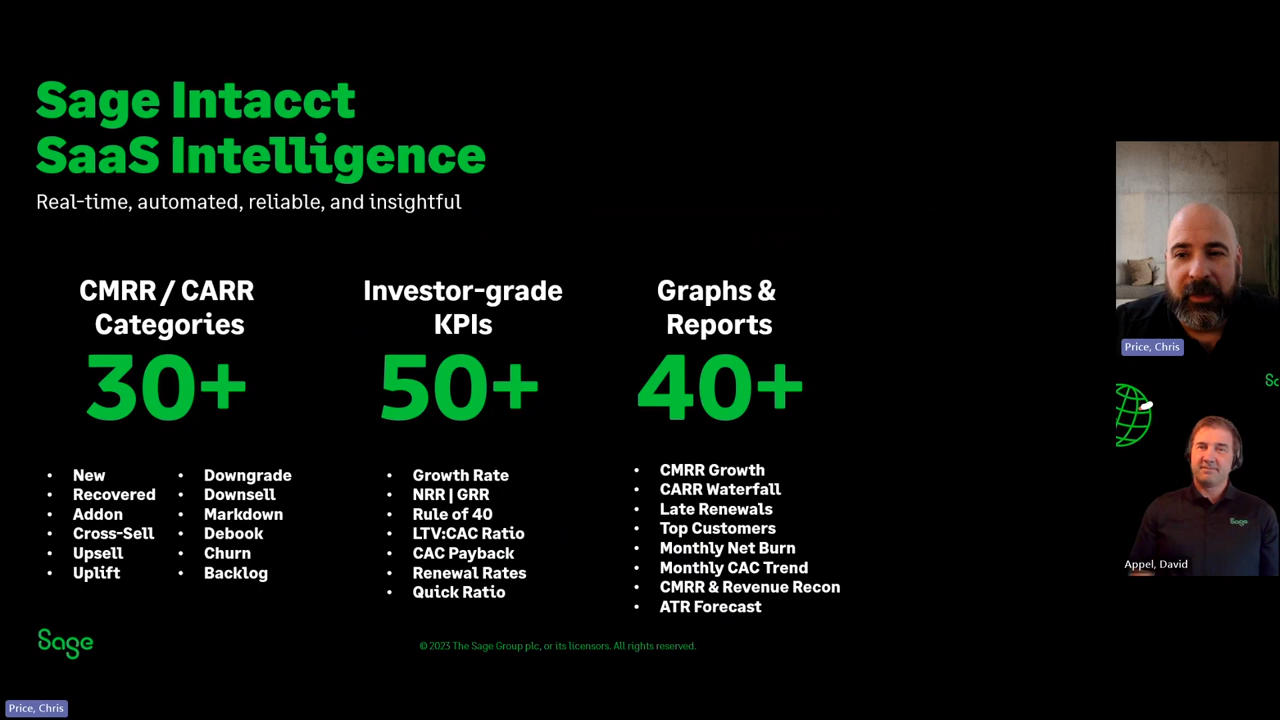 Sage Intacct
SaaS Intelligence
Real-time, automated, reliable, and insightful
CMRR / CARR
Categories
30+
• New
• Recovered
• Addon
• Cross-Sell
• Upsell
• Uplift
• Downgrade
• Downsell
• Markdown
• Debook
• Churn
• Backlog
Investor-grade
KPIs
50+
• Growth Rate
• NRR | GRR
• Rule of 40
• LTV:CAC Ratio
• CAC Payback
• Renewal Rates
• Quick Ratio
Graphs &
Reports
40+
• CMRR Growth
• CARR Waterfall
• Late Renewals
• Top Customers
• Monthly Net Burn
• Monthly CAC Trend
• CMRR & Revenue Recon
• ATR Forecast
Sage
© 2023 The Sage Group plc, or its licensors. All rights reserved.
Price, Chris
Sage
Appel, David
Price, Chris